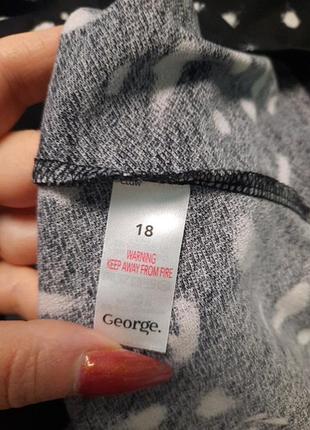 18
WARNING
KEEP AWAY FROM FIRE
George.